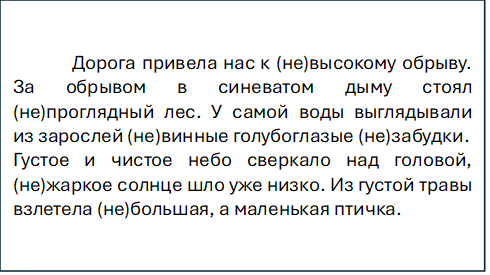 Дорога привела нас к (не)высокому обрыву.
За обрывом в синеватом дыму стоял
(не)проглядный лес. У самой воды выглядывали
из зарослей (не)винные голубоглазые (не)забудки.
Густое и чистое небо сверкало над головой,
(не)жаркое солнце шло уже низко. Из густой травы
взлетела (не)большая, а маленькая птичка.